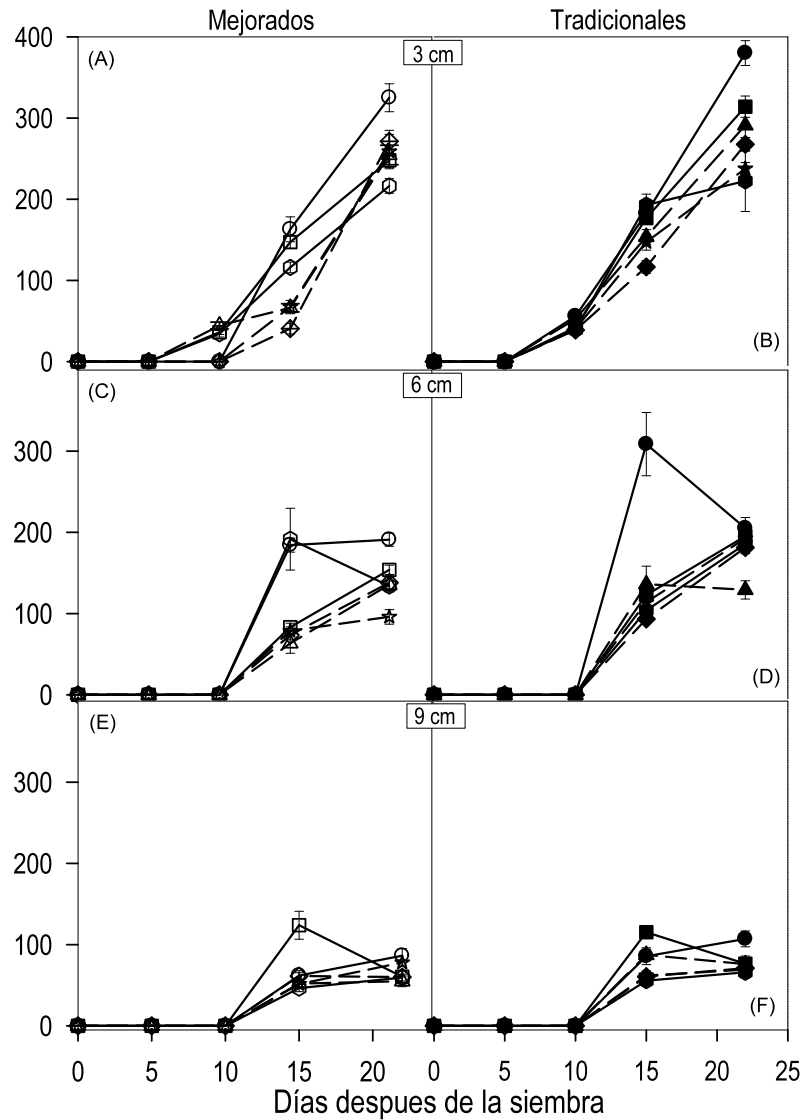 Mejorados Tradicionales
400 (A) 3 cm
300
200
100
0 (B)
(C) 6 cm
300
200
100
0 (D)
(E) 9 cm
300
200
100
0 (F)
0 5 10 15 20 0 5 10 15 20 25
Días despues de la siembra